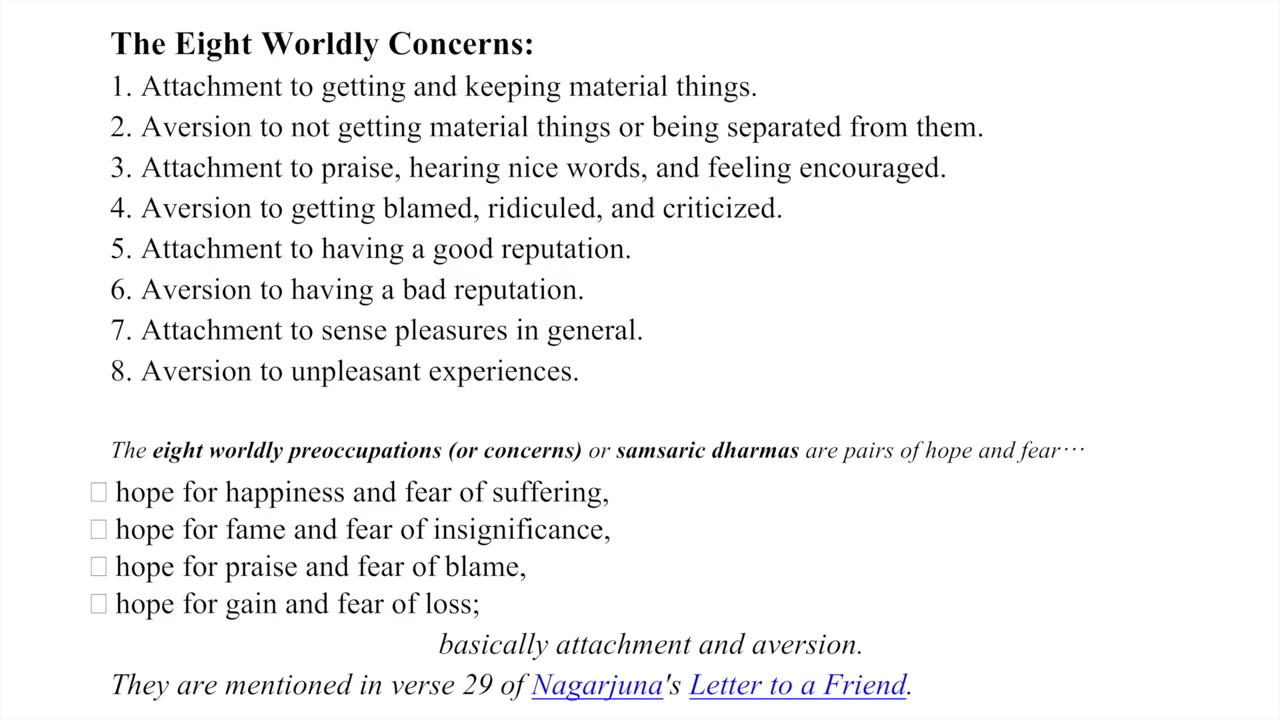 The Eight Worldly Concerns:
1. Attachment to getting and keeping material things.
2. Aversion to not getting material things or being separated from them.
3. Attachment to praise, hearing nice words, and feeling encouraged.
4. Aversion to getting blamed, ridiculed, and criticized.
5. Attachment to having a good reputation.
6. Aversion to having a bad reputation.
7. Attachment to sense pleasures in general.
8. Aversion to unpleasant experiences.
The eight worldly preoccupations (or concerns) or samsaric dharmas are pairs of hope and fear⋯
□ hope for happiness and fear of suffering,
□ hope for fame and fear of insignificance,
□ hope for praise and fear of blame,
□ hope for gain and fear of loss;
basically attachment and aversion.
They are mentioned in verse 29 of Nagarjuna's Letter to a Friend.